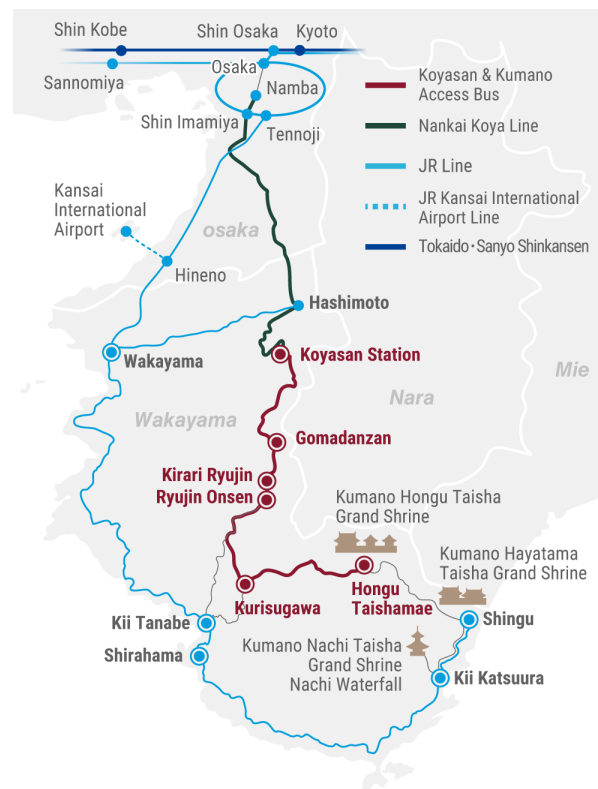 Shin Kobe
Shin Osaka
Kyoto
Sannomiya
Osaka
Namba
Shin Imamiya
Tennoji
Koyasan & Kumano
Access Bus
Nankai Koya Line
JR Line
JR Kansai International
Airport Line
Tokaido・Sanyo Shinkansen
Kansai
International
Airport
osaka
Hineno
Hashimoto
Wakayama
Koyasan Station
Mie
Nara
Wakayama
Gomadanzan
Kirari Ryujin
Ryujin Onsen
Kumano Hongu Taisha
Grand Shrine
Kumano Hayatama
Taisha Grand Shrine
Kurisugawa
Hongu
Taishamae
Kii Tanabe
Shingu
Shirahama
Kumano Nachi Taisha
Grand Shrine
Nachi Waterfall
Kii Katsuura